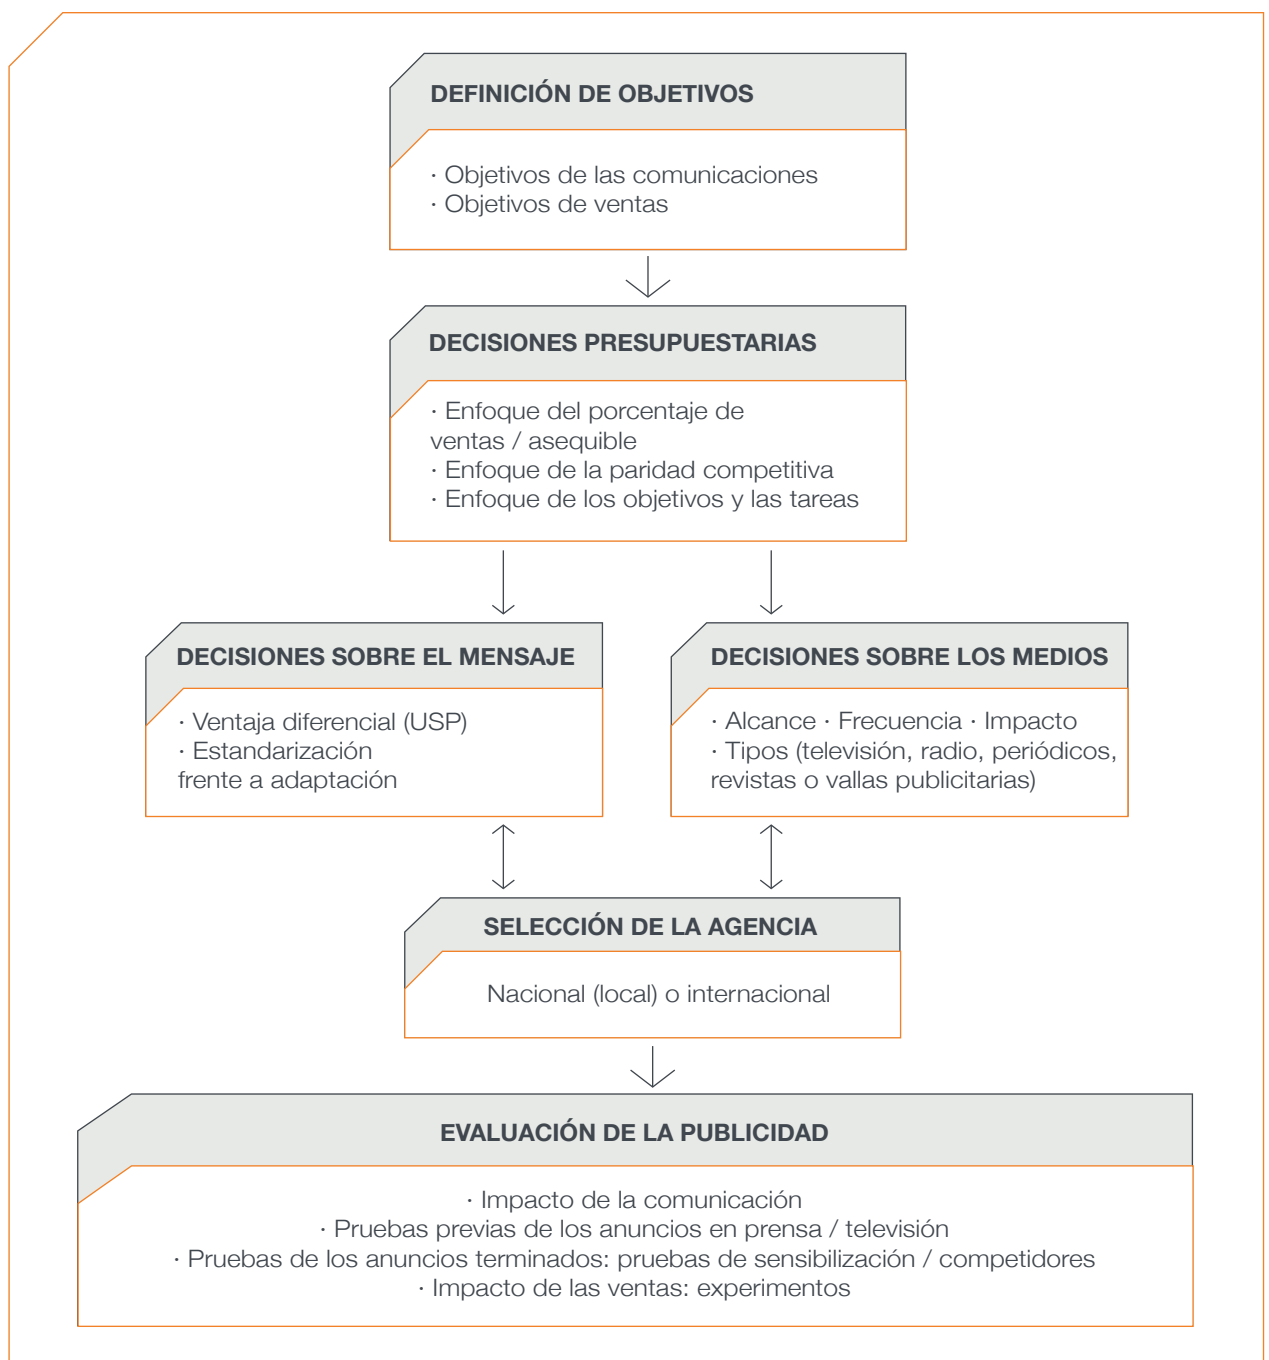 DEFINICIÓN DE OBJETIVOS
· Objetivos de las comunicaciones
· Objetivos de ventas
DECISIONES PRESUPUESTARIAS
· Enfoque del porcentaje de
ventas / asequible
· Enfoque de la paridad competitiva
· Enfoque de los objetivos y las tareas
DECISIONES SOBRE EL MENSAJE
· Ventaja diferencial (USP)
· Estandarización
frente a adaptación
DECISIONES SOBRE LOS MEDIOS
· Alcance · Frecuencia · Impacto
· Tipos (televisión, radio, periódicos,
revistas o vallas publicitarias)
SELECCIÓN DE LA AGENCIA
Nacional (local) o internacional
EVALUACIÓN DE LA PUBLICIDAD
· Impacto de la comunicación
· Pruebas previas de los anuncios en prensa / televisión
· Pruebas de los anuncios terminados: pruebas de sensibilización / competidores
· Impacto de las ventas: experimentos